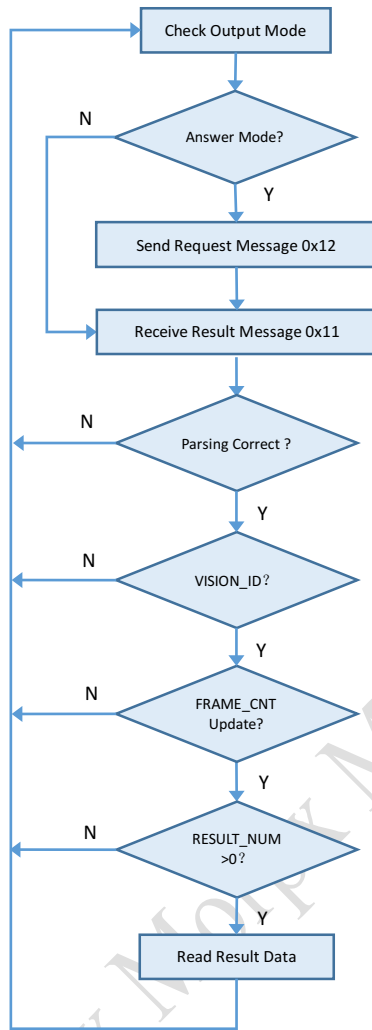 Check Output Mode
N
Answer Mode?
Y
Send Request Message 0x12
Receive Result Message 0x11
N
Parsing Correct ?
Y
N
VISION_ID?
Y
N
FRAME_CNT
Update?
Y
N
RESULT_NUM
>0?
Y
Read Result Data